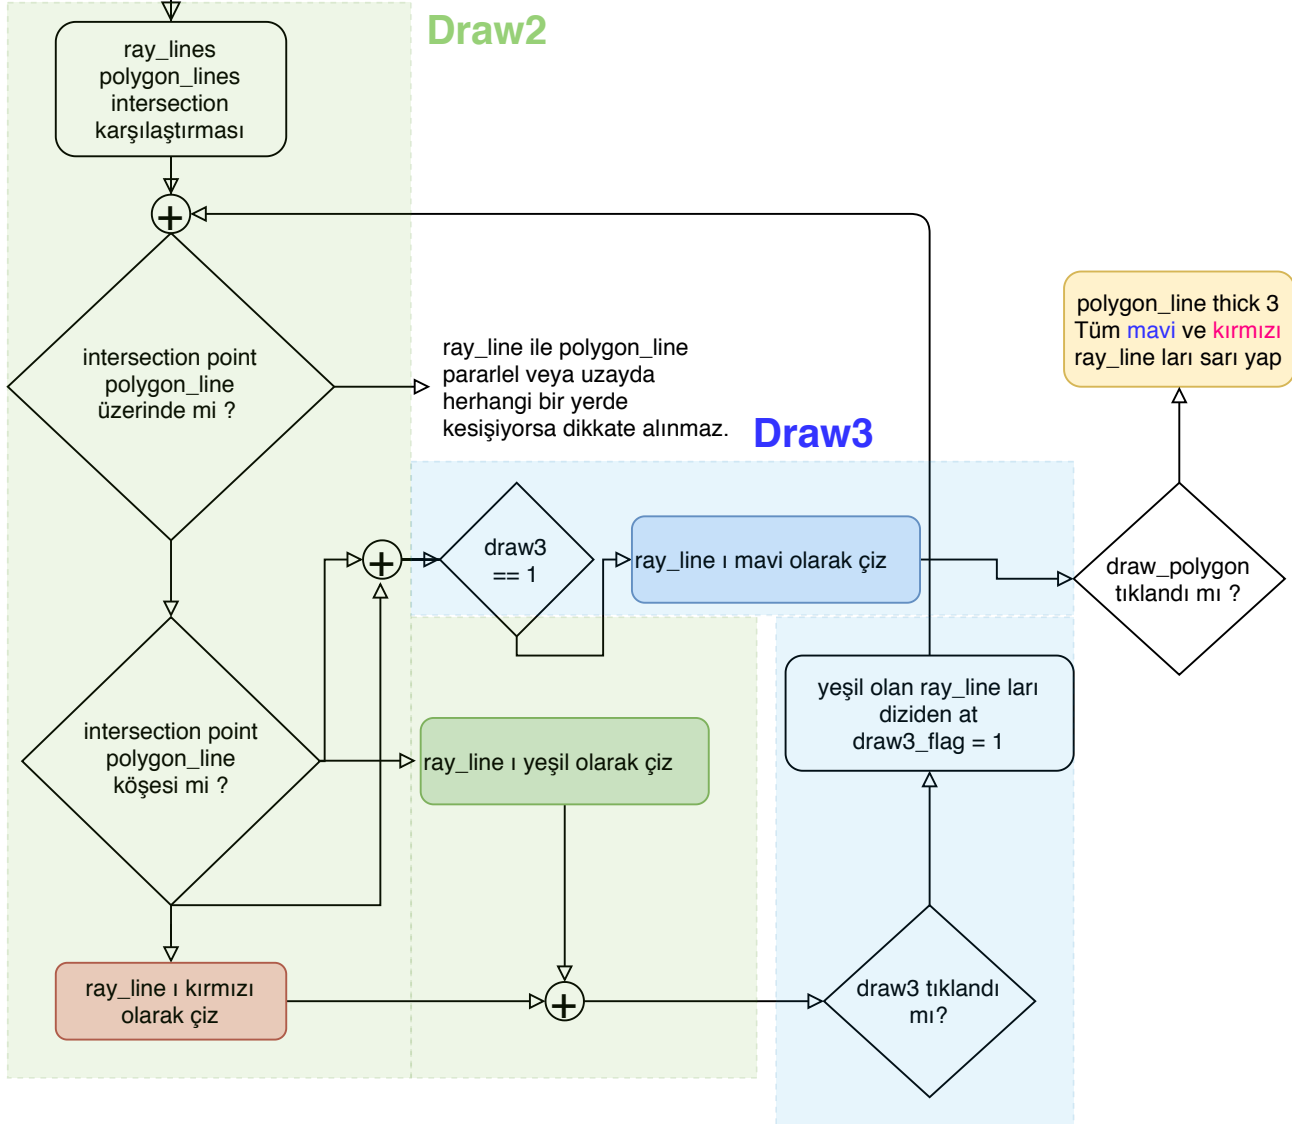 Draw2
ray_lines
polygon_lines
intersection
karşılaştırması
intersection point
polygon_line
üzerinde mi ?
ray_line ile polygon_line
pararlel veya uzayda
herhangi bir yerde
kesişiyorsa dikkate alınmaz.
polygon_line thick 3
Tüm mavi ve kırmızı
ray_line ları sarı yap
Draw3
draw3
== 1
ray_line ı mavi olarak çiz
draw_polygon
tıklandı mı ?
intersection point
polygon_line
köşesi mi ?
ray_line ı yeşil olarak çiz
yeşil olan ray_line ları
diziden at
draw3_flag = 1
ray_line ı kırmızı
olarak çiz
draw3 tıklandı
mı?